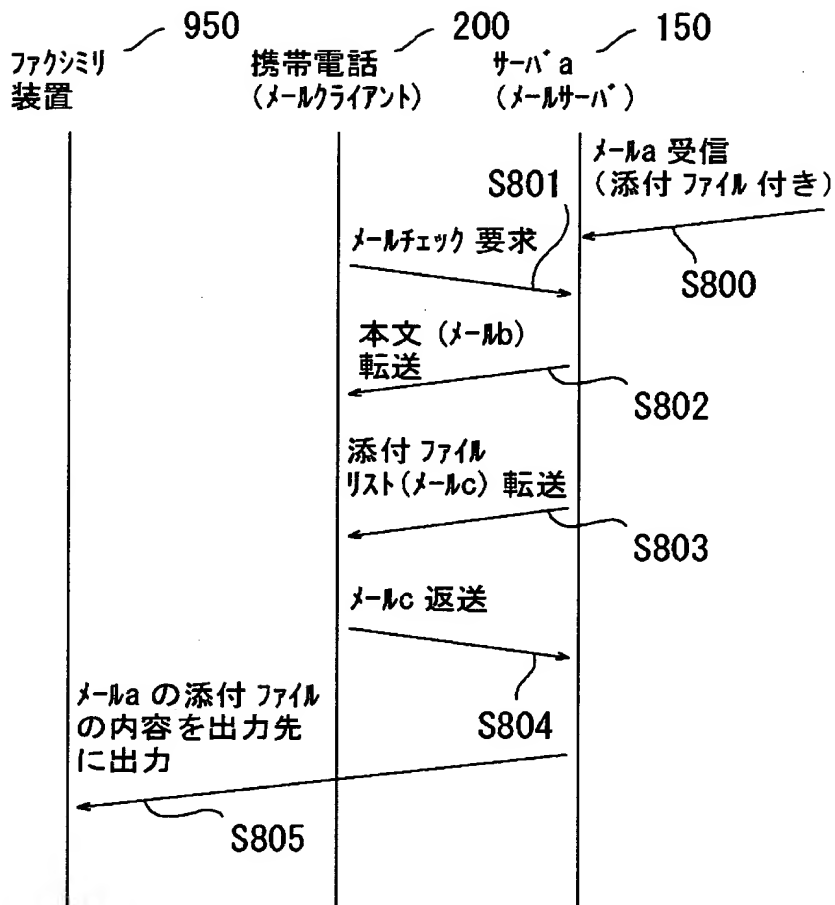 950
ファクシミリ
装置
200
携帯電話
(メールクライアント)
150
サーバa
(メールサーバ)
メールa 受信
(添付 ファイル 付き)
S800
S801
メールチェック 要求
本文 (メールb)
転送
S802
添付 ファイル
リスト(メールc) 転送
S803
メールc 返送
S804
メールa の添付 ファイル
の内容を出力先
に出力
S805